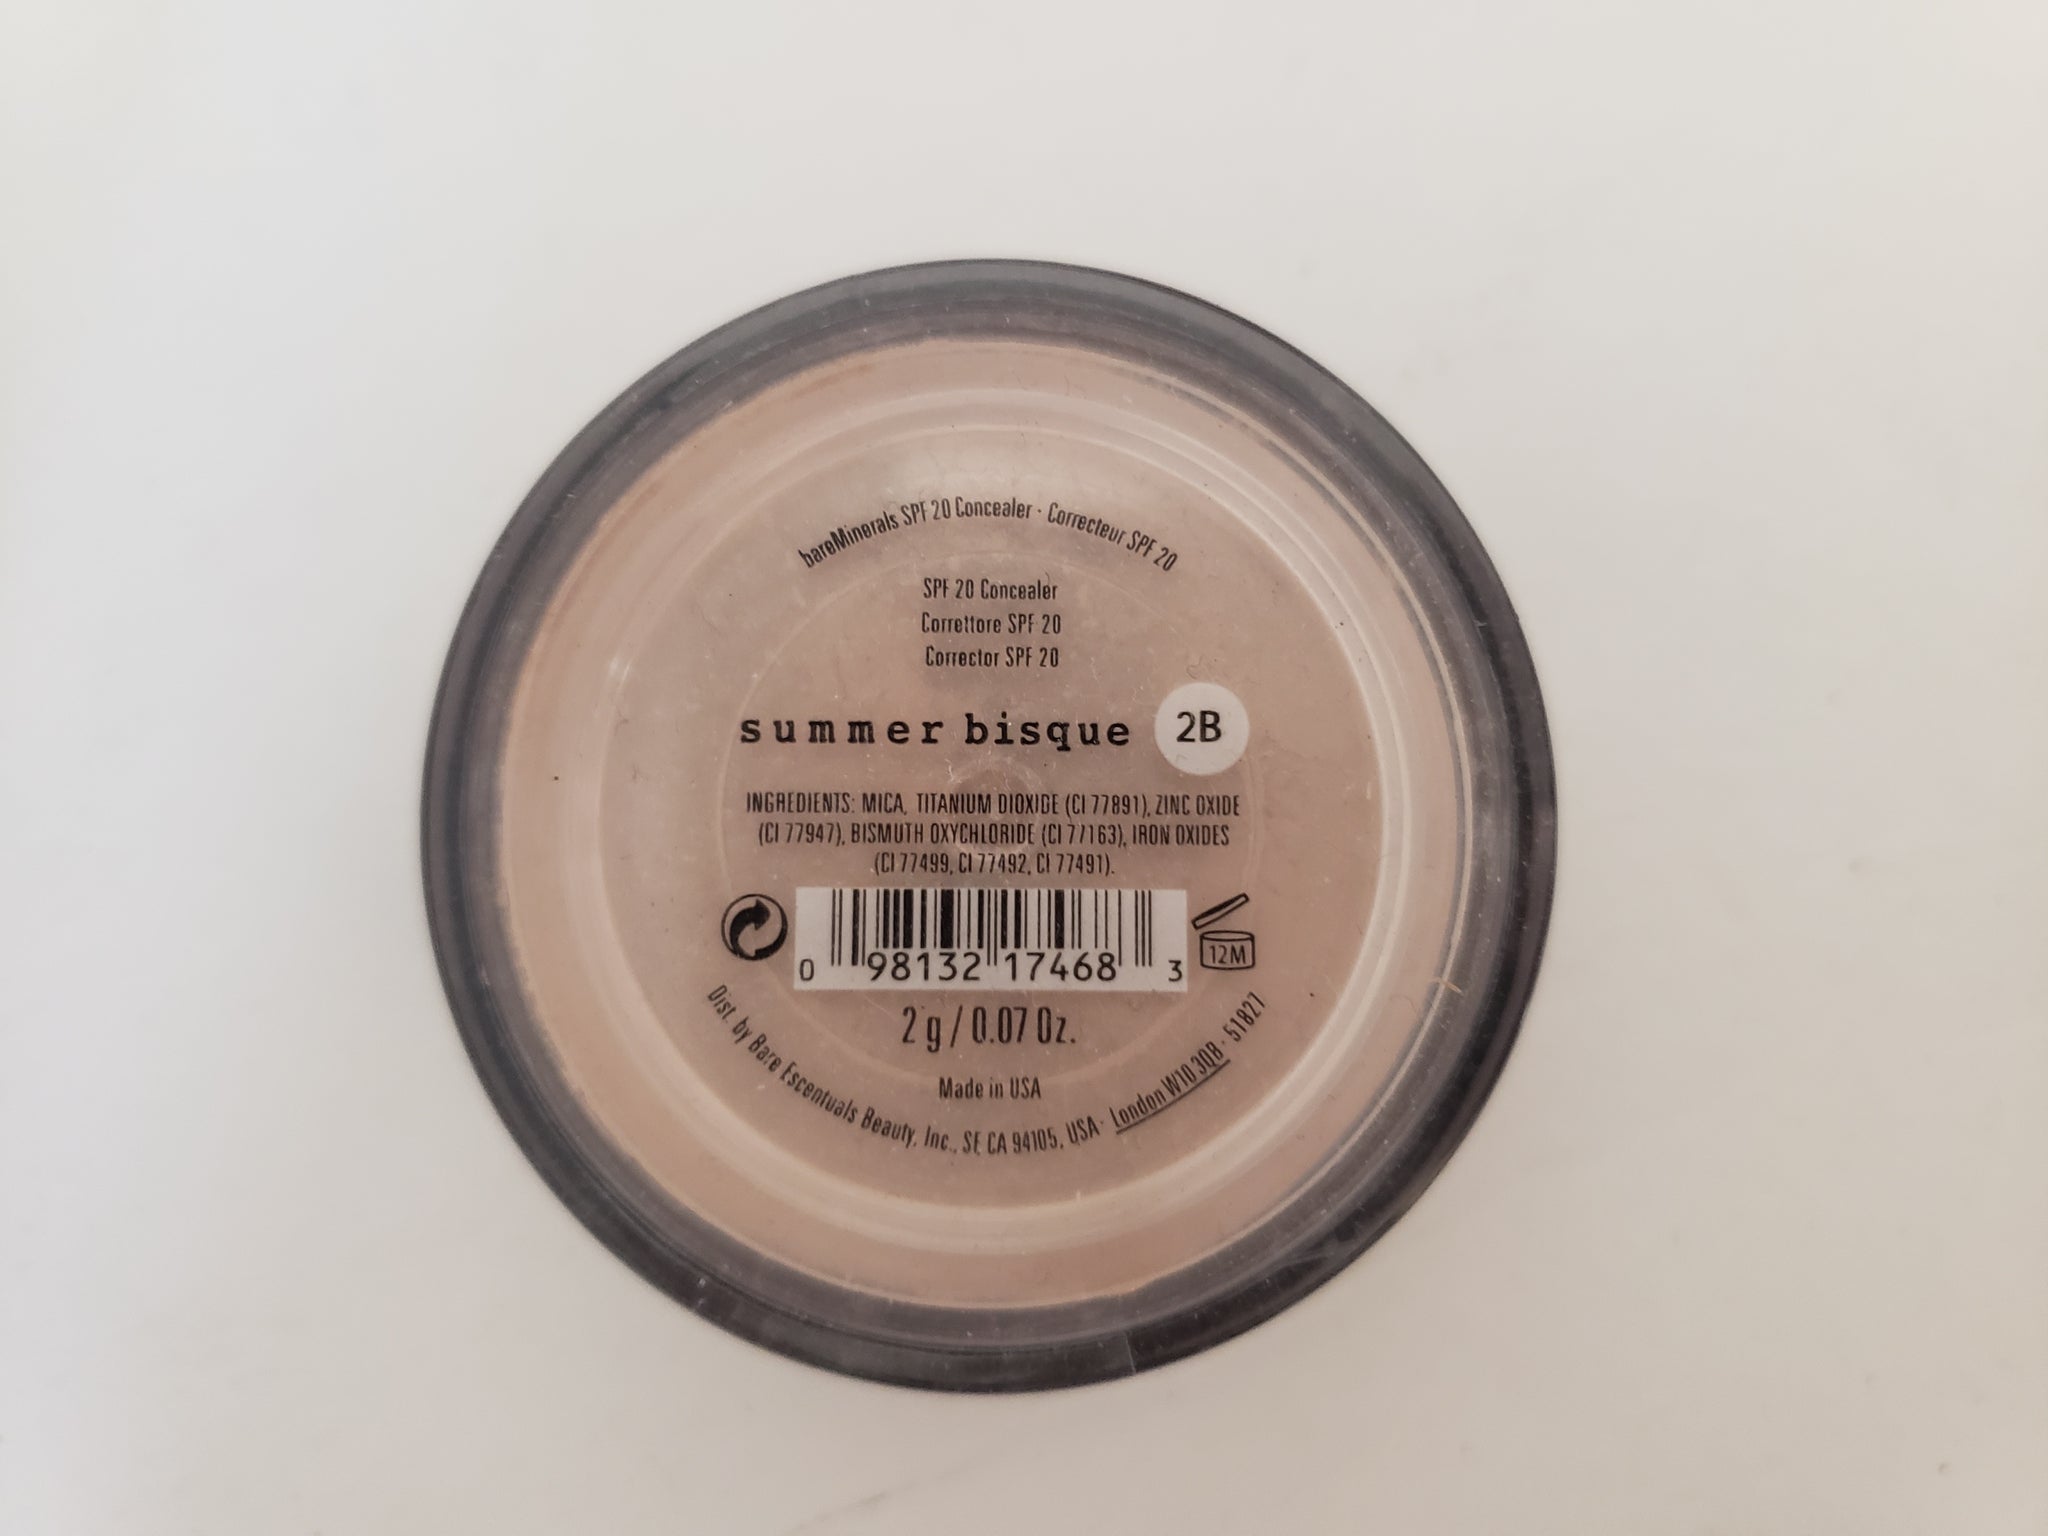 bareMinerals SPF 20 Concealer · Correcteur SPF 20
SPF 20 Concealer
Correttore SPF 20
Corrector SPF 20
summer bisque 2B
INGREDIENTS: MICA, TITANIUM DIOXIDE (CI 77891), ZINC OXIDE
(CI 77947), BISMUTH OXYCHLORIDE (CI 77163), IRON OXIDES
(CI 77499, CI 77492, CI 77491).
0 98132 17468 3
12M
2 g / 0.07 Oz.
Made in USA
Dist. by Bare Escentuals Beauty, Inc., SF, CA 94105, USA · London W10 3QB · 51827